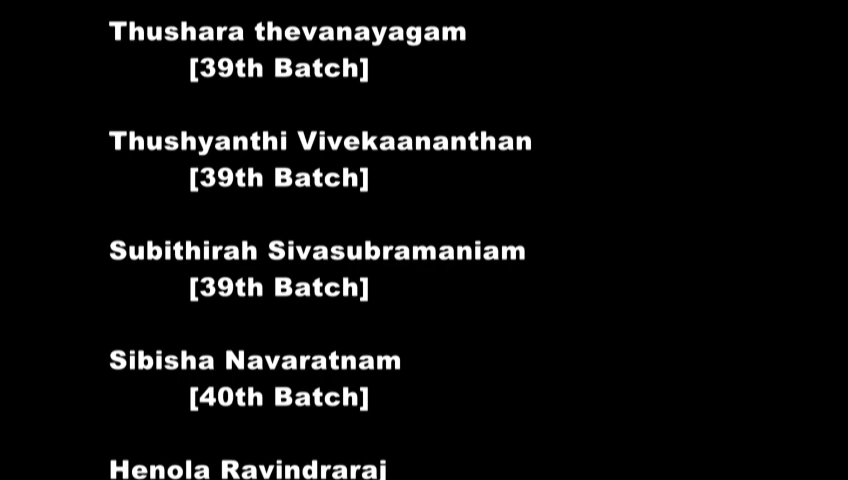 Thushara thevanayagam
[39th Batch]
Thushyanthi Vivekaananthan
[39th Batch]
Subithirah Sivasubramaniam
[39th Batch]
Sibisha Navaratnam
[40th Batch]
Henola Ravindraraj